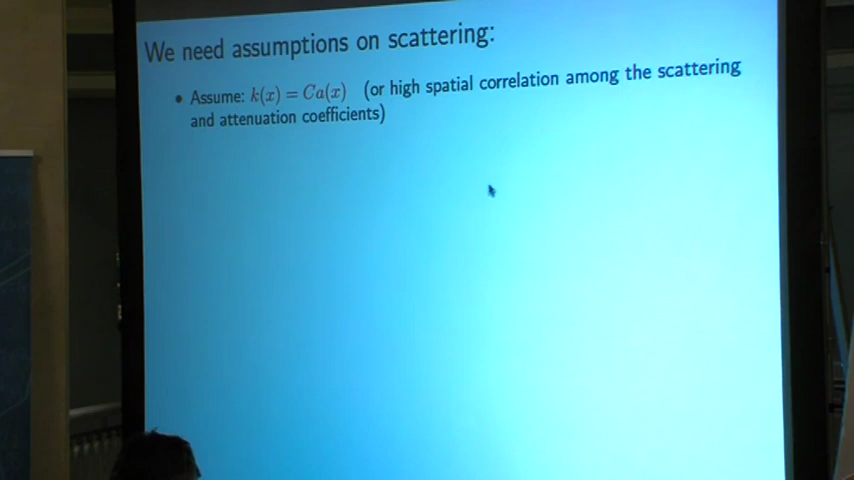 We need assumptions on scattering:
• Assume: k(x) = Ca(x) (or high spatial correlation among the scattering
and attenuation coefficients)